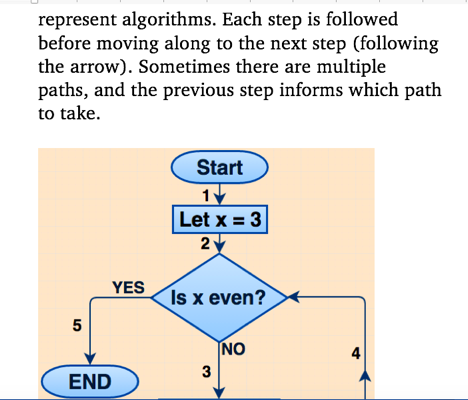 represent algorithms. Each step is followed
before moving along to the next step (following
the arrow). Sometimes there are multiple
paths, and the previous step informs which path
to take.
Start
1
Let x = 3
2
YES
Is x even?
5
NO
4
3
END